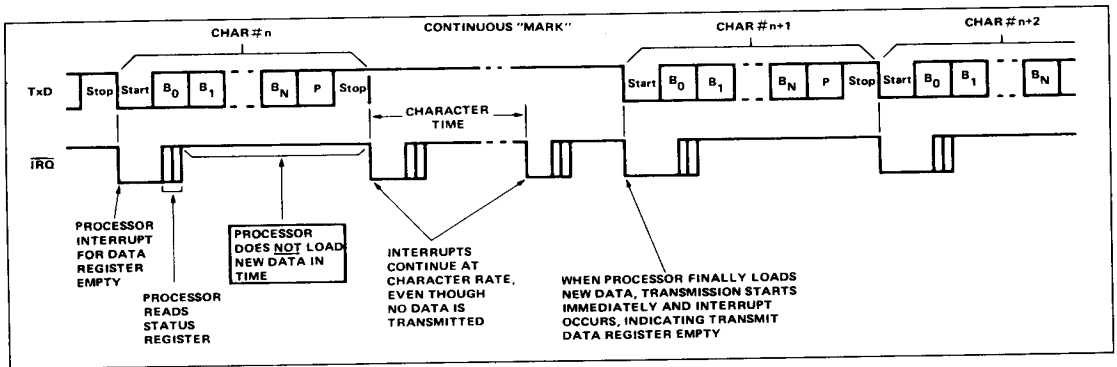 CHAR #n
CONTINUOUS "MARK"
CHAR #n+1
CHAR #n+2
TxD
Stop Start B0 B1 BN P Stop
Start B0 B1 BN P Stop Start B0 B1 BN
CHARACTER
TIME
IRQ
PROCESSOR
INTERRUPT
FOR DATA
REGISTER
EMPTY
PROCESSOR
READS
STATUS
REGISTER
PROCESSOR
DOES NOT LOAD
NEW DATA IN
TIME
INTERRUPTS
CONTINUE AT
CHARACTER RATE,
EVEN THOUGH
NO DATA IS
TRANSMITTED
WHEN PROCESSOR FINALLY LOADS
NEW DATA, TRANSMISSION STARTS
IMMEDIATELY AND INTERRUPT
OCCURS, INDICATING TRANSMIT
DATA REGISTER EMPTY